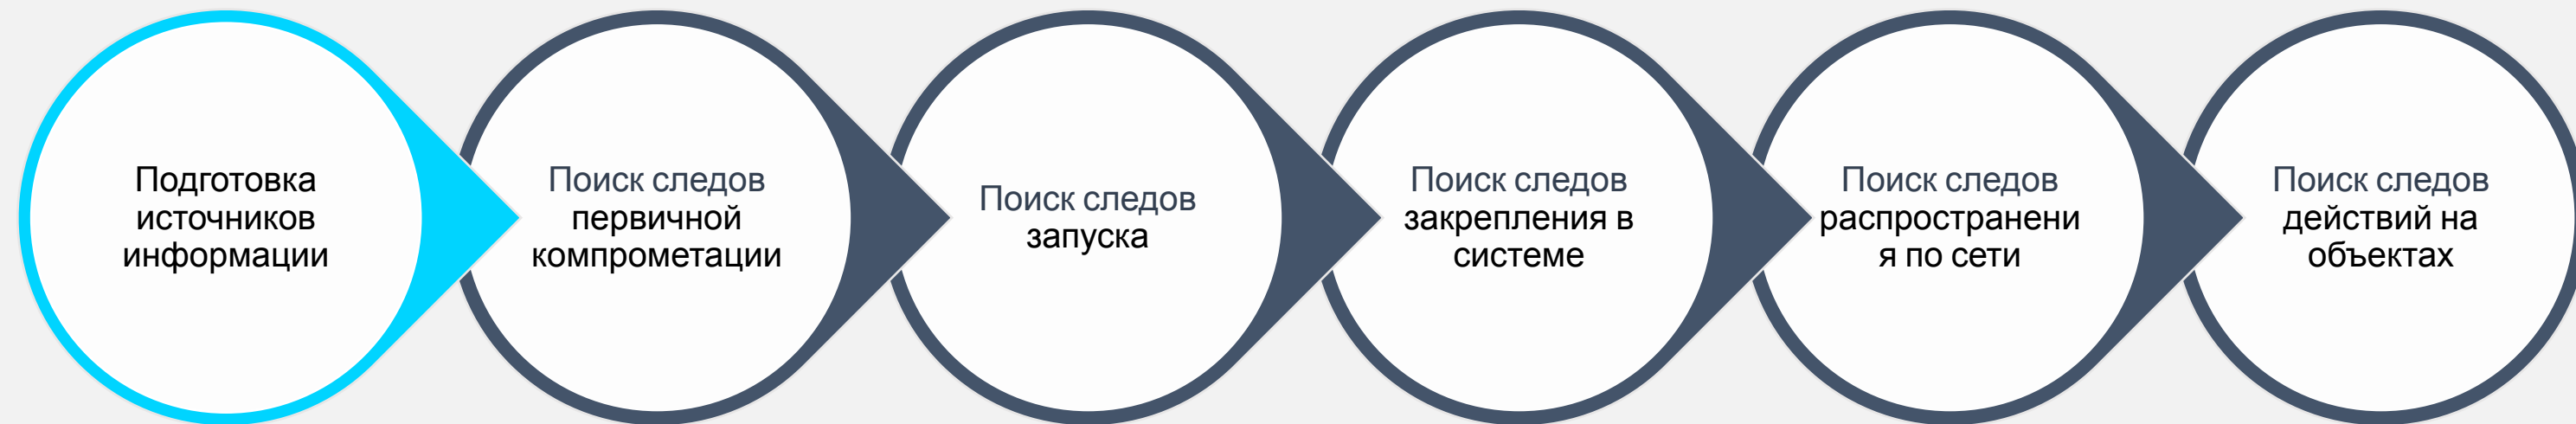 Подготовка
источников
информации
Поиск следов
первичной
компрометации
Поиск следов
запуска
Поиск следов
закрепления в
системе
Поиск следов
распространени
я по сети
Поиск следов
действий на
объектах